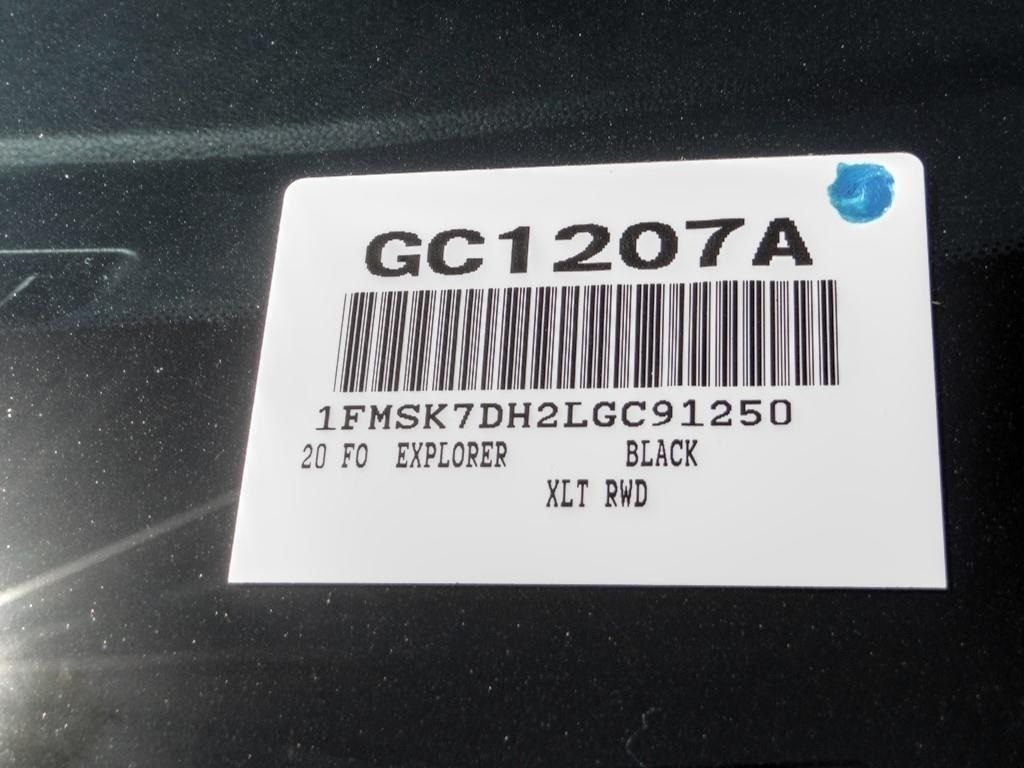 GC1207A
1FMSK7DH2LGC91250
20 FO EXPLORER BLACK
XLT RWD